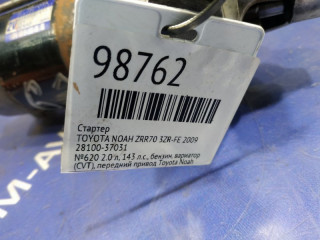 98762
Стартер
TOYOTA NOAH ZRR70 3ZR-FE 2009
28100-37031
№620 2.0 л, 143 л.с., бензин, вариатор
(CVT), передний привод Toyota Noah